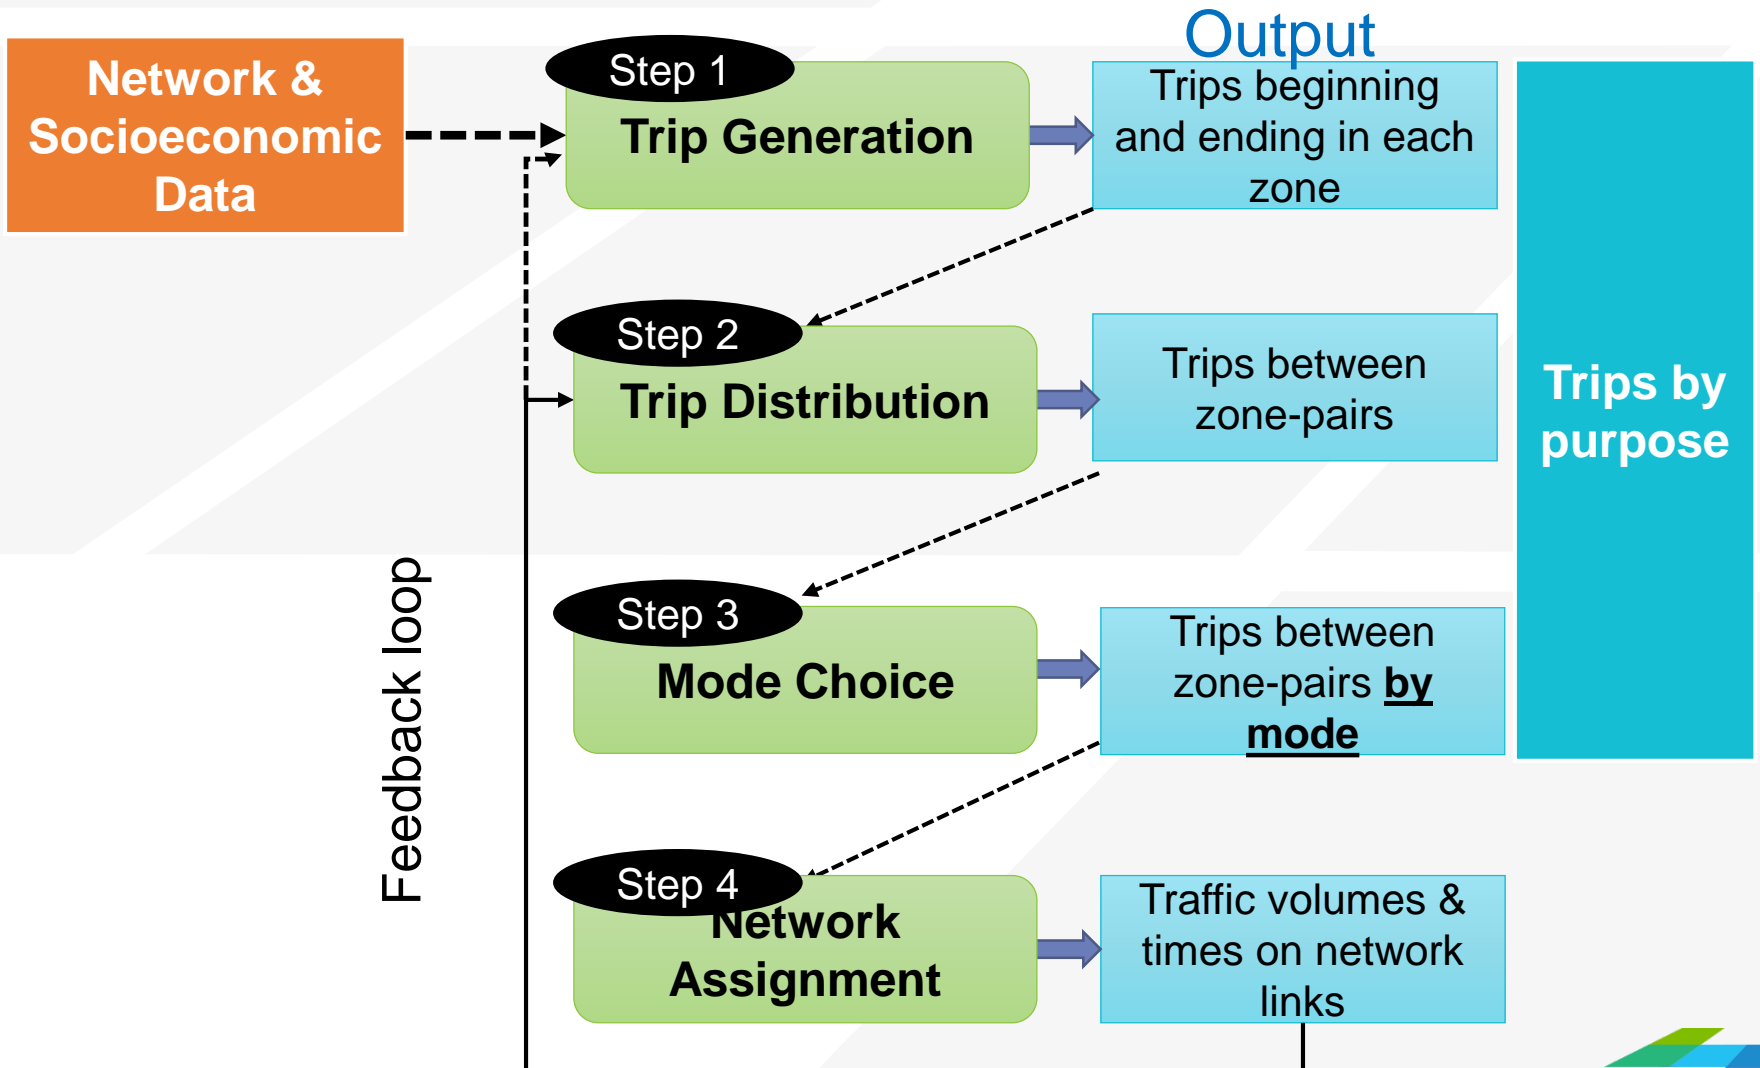 Output
Network &
Socioeconomic
Data
Step 1
Trip Generation
Trips beginning
and ending in each
zone
Step 2
Trip Distribution
Trips between
zone-pairs
Trips by
purpose
Feedback loop
Step 3
Mode Choice
Trips between
zone-pairs by
mode
Step 4
Network
Assignment
Traffic volumes &
times on network
links